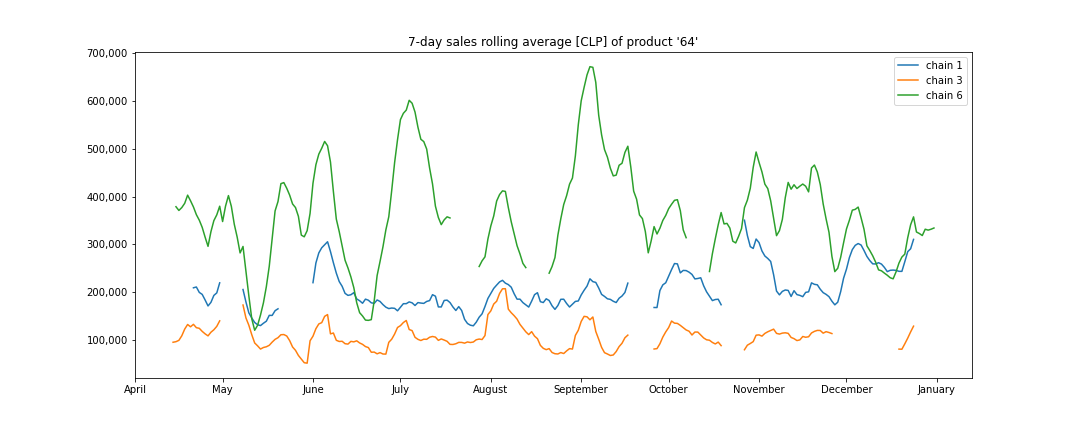 7-day sales rolling average [CLP] of product '64'
700,000
600,000
500,000
400,000
300,000
200,000
100,000
chain 1
chain 3
chain 6
April May June July August September October November December January